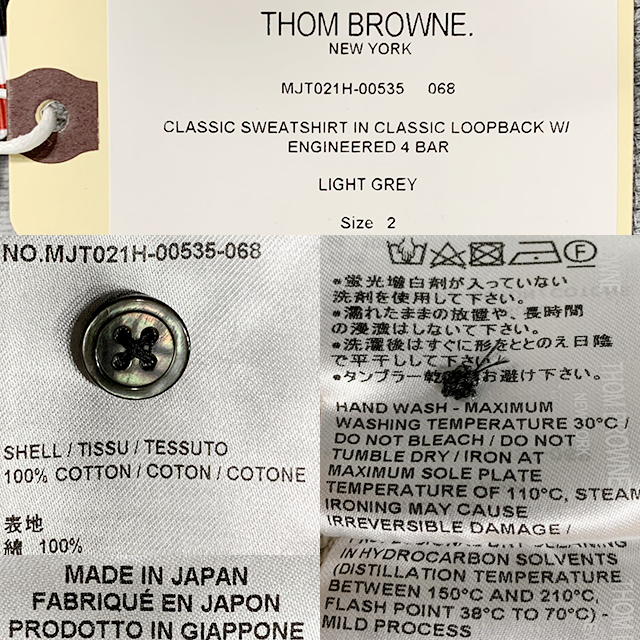 THOM BROWNE.
NEW YORK
MJT021H-00535 068
CLASSIC SWEATSHIRT IN CLASSIC LOOPBACK W/
ENGINEERED 4 BAR
LIGHT GREY
Size 2
NO.MJT021H-00535-068
SHELL / TISSU / TESSUTO
100% COTTON / COTON / COTONE
表地
綿 100%
MADE IN JAPAN
FABRIQUÉ EN JAPON
PRODOTTO IN GIAPPONE
•蛍光増白剤が入っていない
洗剤を使用して下さい。
•濡れたままの放置や、長時間
の浸漬はしないで下さい。
•洗濯後はすぐに形をととのえ日陰
で平干しして下さい
•タンブラー乾 お避け下さい。
HAND WASH - MAXIMUM
WASHING TEMPERATURE 30°C /
DO NOT BLEACH / DO NOT
TUMBLE DRY / IRON AT
MAXIMUM SOLE PLATE
TEMPERATURE OF 110°C, STEAM
IRONING MAY CAUSE
IRREVERSIBLE DAMAGE /
IN HYDROCARBON SOLVENTS
(DISTILLATION TEMPERATURE
BETWEEN 150°C AND 210°C,
FLASH POINT 38°C TO 70°C) -
MILD PROCESS